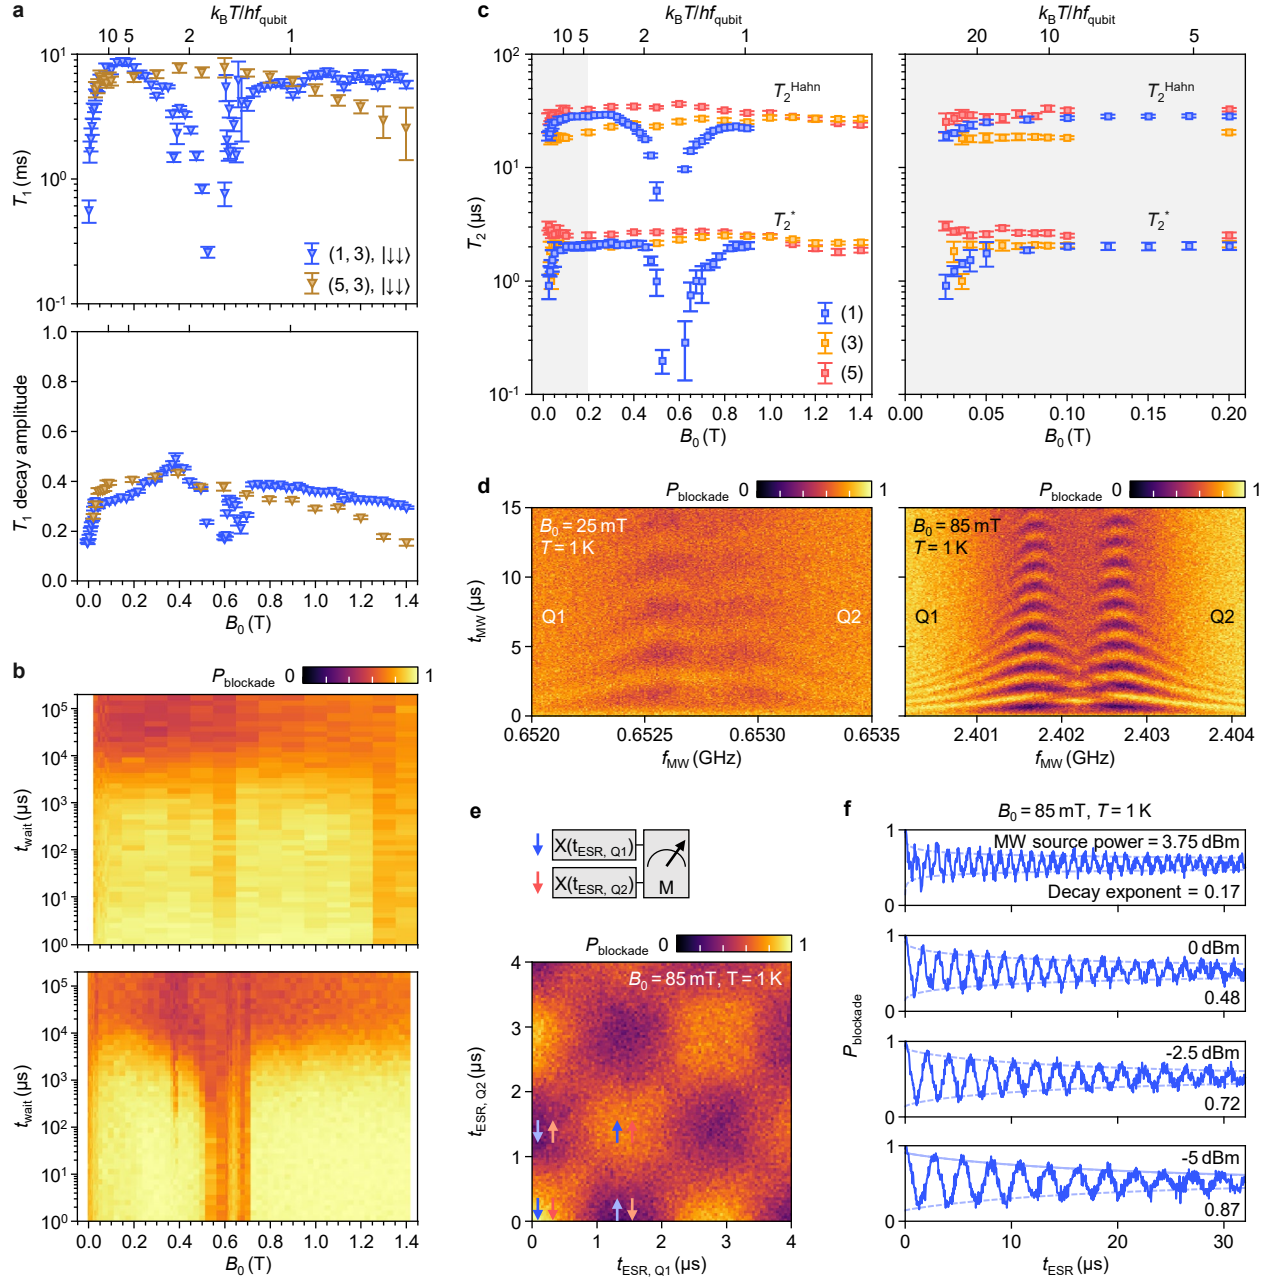 a
k_B T/hf_qubit
10 5 2 1
10^1
10^0
10^-1
T_1 (ms)
(1, 3), |↓↓⟩
(5, 3), |↓↓⟩
1.0
0.8
0.6
0.4
0.2
0.0
T_1 decay amplitude
0.0 0.2 0.4 0.6 0.8 1.0 1.2 1.4
B_0 (T)
b
P_blockade 0 1
10^5
10^4
10^3
10^2
10^1
10^0
t_wait (µs)
10^5
10^4
10^3
10^2
10^1
10^0
t_wait (µs)
0.0 0.2 0.4 0.6 0.8 1.0 1.2 1.4
B_0 (T)
c
k_B T/hf_qubit
10 5 2 1
10^2
10^1
10^0
10^-1
T_2 (µs)
T_2^Hahn
T_2^*
(1)
(3)
(5)
0.0 0.2 0.4 0.6 0.8 1.0 1.2 1.4
B_0 (T)
k_B T/hf_qubit
20 10 5
T_2^Hahn
T_2^*
0.00 0.05 0.10 0.15 0.20
B_0 (T)
d
P_blockade 0 1
B_0 = 25 mT
T = 1 K
Q1 Q2
15
10
5
0
t_MW (µs)
0.6520 0.6525 0.6530 0.6535
f_MW (GHz)
P_blockade 0 1
B_0 = 85 mT
T = 1 K
Q1 Q2
2.401 2.402 2.403 2.404
f_MW (GHz)
e
X(t_ESR, Q1)
X(t_ESR, Q2)
M
P_blockade 0 1
B_0 = 85 mT, T = 1 K
4
3
2
1
0
t_ESR, Q2 (µs)
0 1 2 3 4
t_ESR, Q1 (µs)
f
B_0 = 85 mT, T = 1 K
1
0
MW source power = 3.75 dBm
Decay exponent = 0.17
1
0
0 dBm
0.48
1
0
-2.5 dBm
0.72
1
0
-5 dBm
0.87
P_blockade
0 10 20 30
t_ESR (µs)